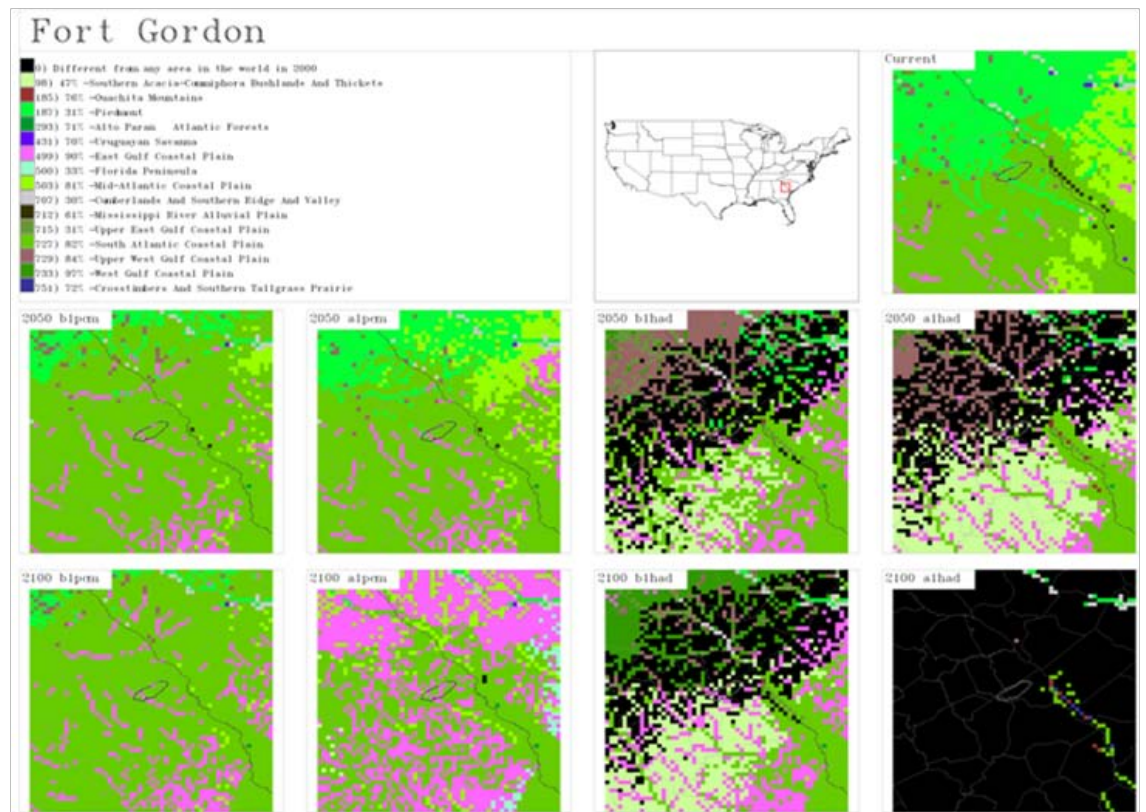 Fort Gordon
0) Different from any area in the world in 2000
98) 47% -Southern Acacia-Commiphora Bushlands And Thickets
185) 76% -Ouachita Mountains
187) 31% -Piedmont
293) 71% -Alto Paran Atlantic Forests
431) 70% -Uruguayan Savanna
499) 90% -East Gulf Coastal Plain
500) 33% -Florida Peninsula
503) 81% -Mid-Atlantic Coastal Plain
707) 30% -Cumberlands And Southern Ridge And Valley
712) 61% -Mississippi River Alluvial Plain
715) 31% -Upper East Gulf Coastal Plain
727) 82% -South Atlantic Coastal Plain
729) 84% -Upper West Gulf Coastal Plain
733) 97% -West Gulf Coastal Plain
751) 72% -Crosstimbers And Southern Tallgrass Prairie
Current
2050 b1pcm
2050 a1pcm
2050 b1had
2050 a1had
2100 b1pcm
2100 a1pcm
2100 b1had
2100 a1had